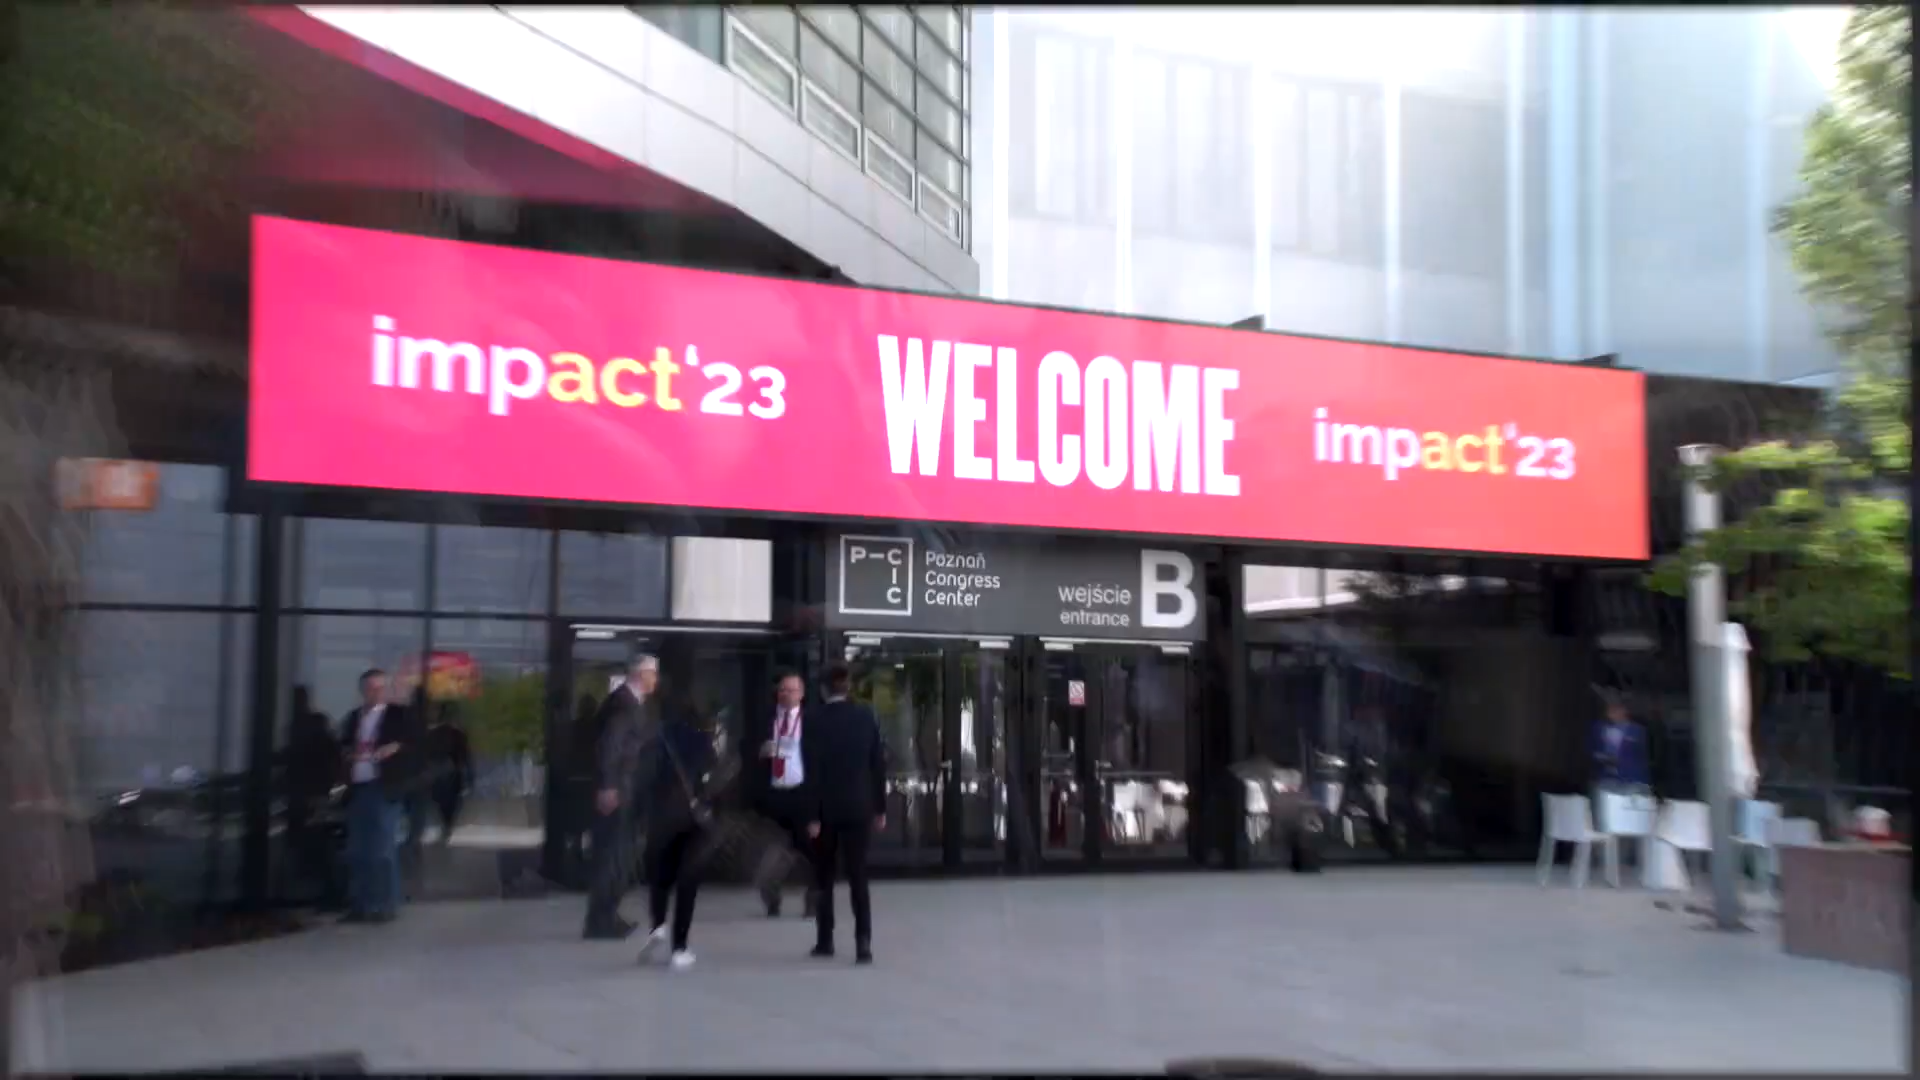 impact'23 WELCOME impact'23
P-C
I
C
Poznań
Congress
Center
wejście
entrance
B